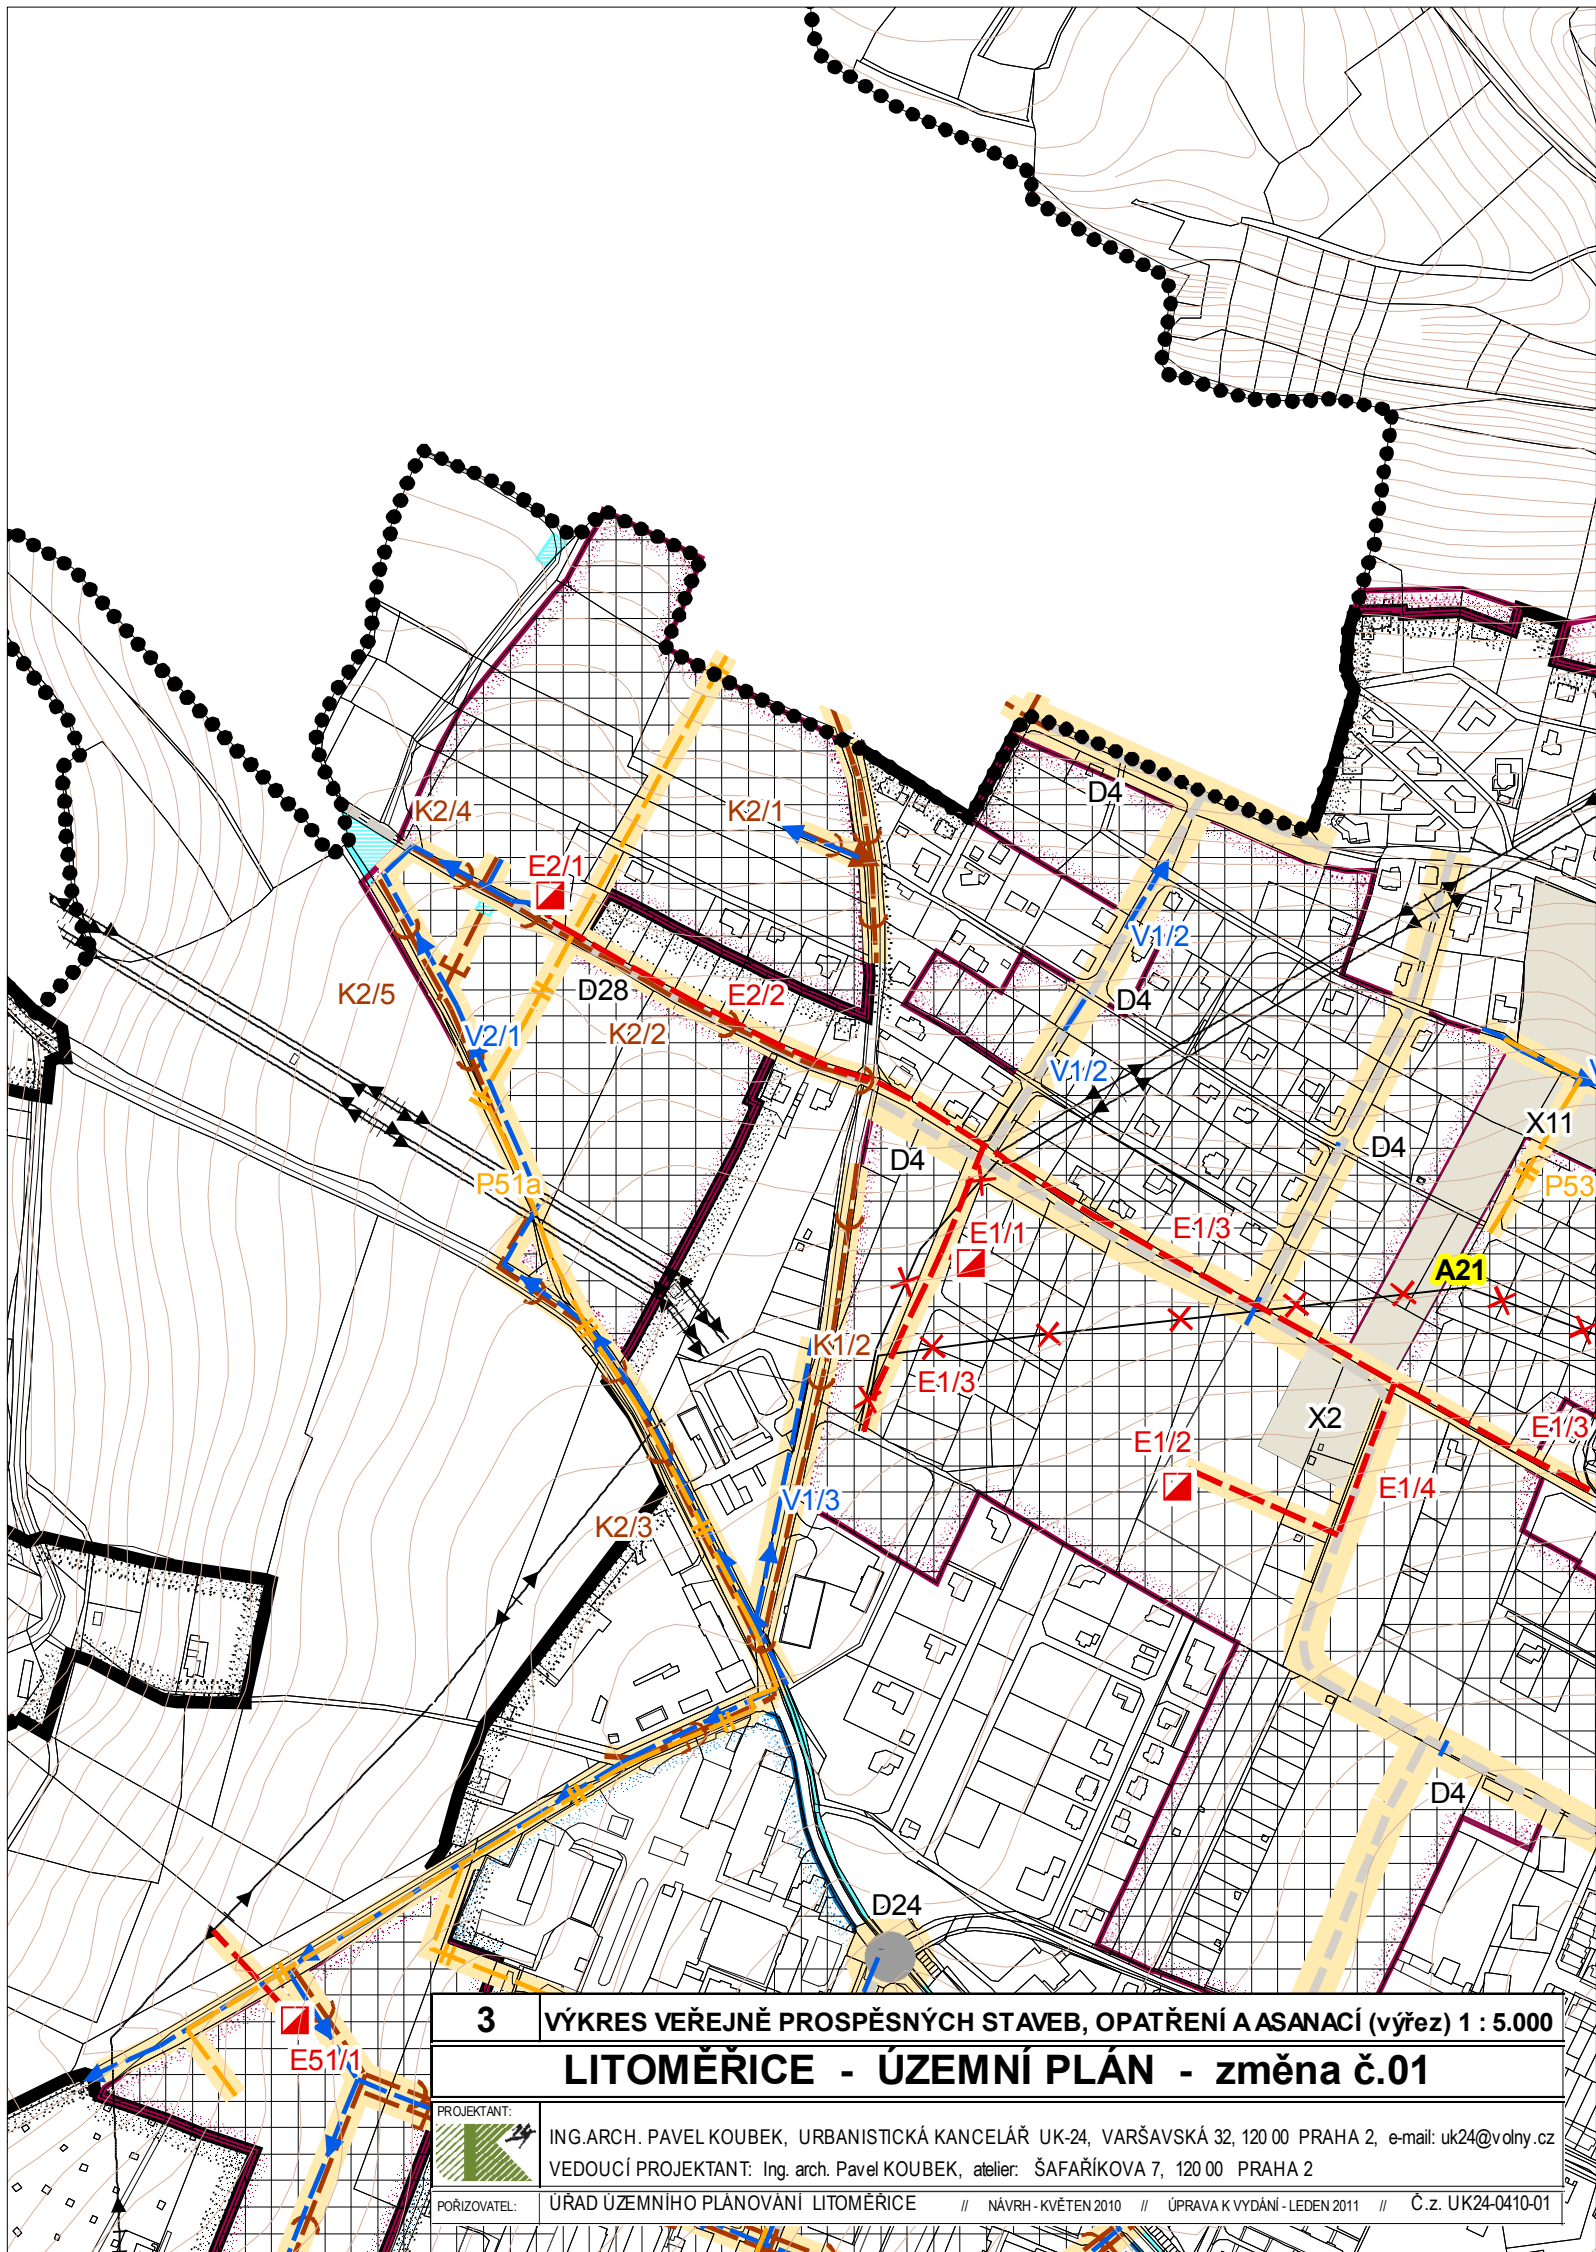 D4
K2/4
K2/1
E2/1
V1/2
K2/5
D28
E2/2
D4
K2/2
V2/1
V1/2
X11
D4
D4
P51a
P53
E1/1
E1/3
A21
K1/2
E1/3
X2
E1/3
E1/2
E1/4
V1/3
K2/3
D4
D24
E51/1
3 VÝKRES VEŘEJNĚ PROSPĚSNÝCH STAVEB, OPATŘENÍ A ASANACÍ (výřez) 1 : 5.000
LITOMĚŘICE - ÚZEMNÍ PLÁN - změna č.01
PROJEKTANT:
ING.ARCH. PAVEL KOUBEK, URBANISTICKÁ KANCELÁŘ UK-24, VARŠAVSKÁ 32, 120 00 PRAHA 2, e-mail: uk24@volny.cz
VEDOUCÍ PROJEKTANT: Ing. arch. Pavel KOUBEK, atelier: ŠAFAŘÍKOVA 7, 120 00 PRAHA 2
POŘIZOVATEL: ÚŘAD ÚZEMNÍHO PLÁNOVÁNÍ LITOMĚŘICE // NÁVRH - KVĚTEN 2010 // ÚPRAVA K VYDÁNÍ - LEDEN 2011 // Č.z. UK24-0410-01